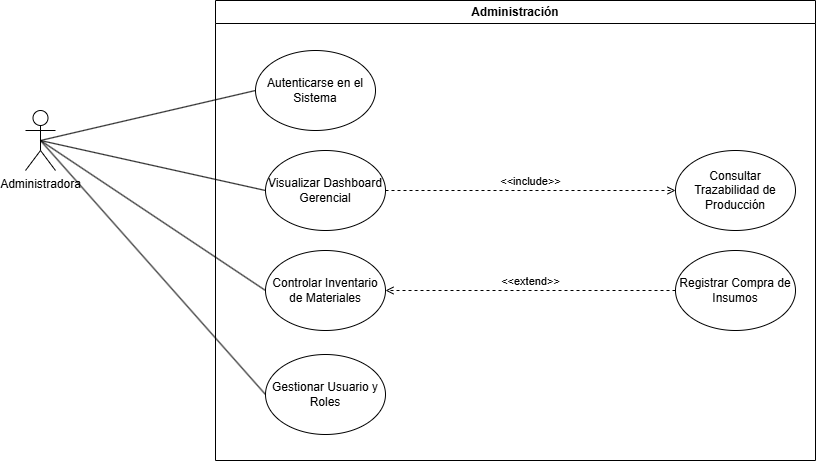 Administración
Autenticarse en el
Sistema
Administradora
Visualizar Dashboard
Gerencial
<<include>>
Consultar
Trazabilidad de
Producción
Controlar Inventario
de Materiales
<<extend>>
Registrar Compra de
Insumos
Gestionar Usuario y
Roles